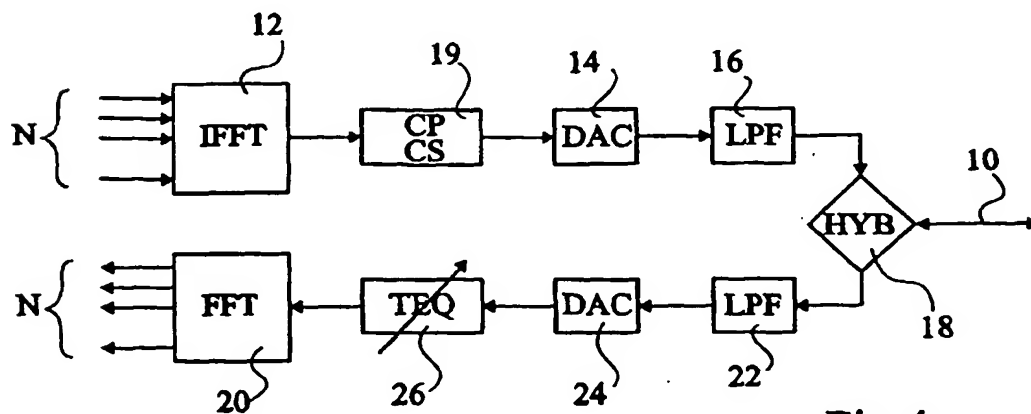 12
19
14
16
N
IFFT
CP
CS
DAC
LPF
10
HYB
18
N
FFT
TEQ
DAC
LPF
20
26
24
22